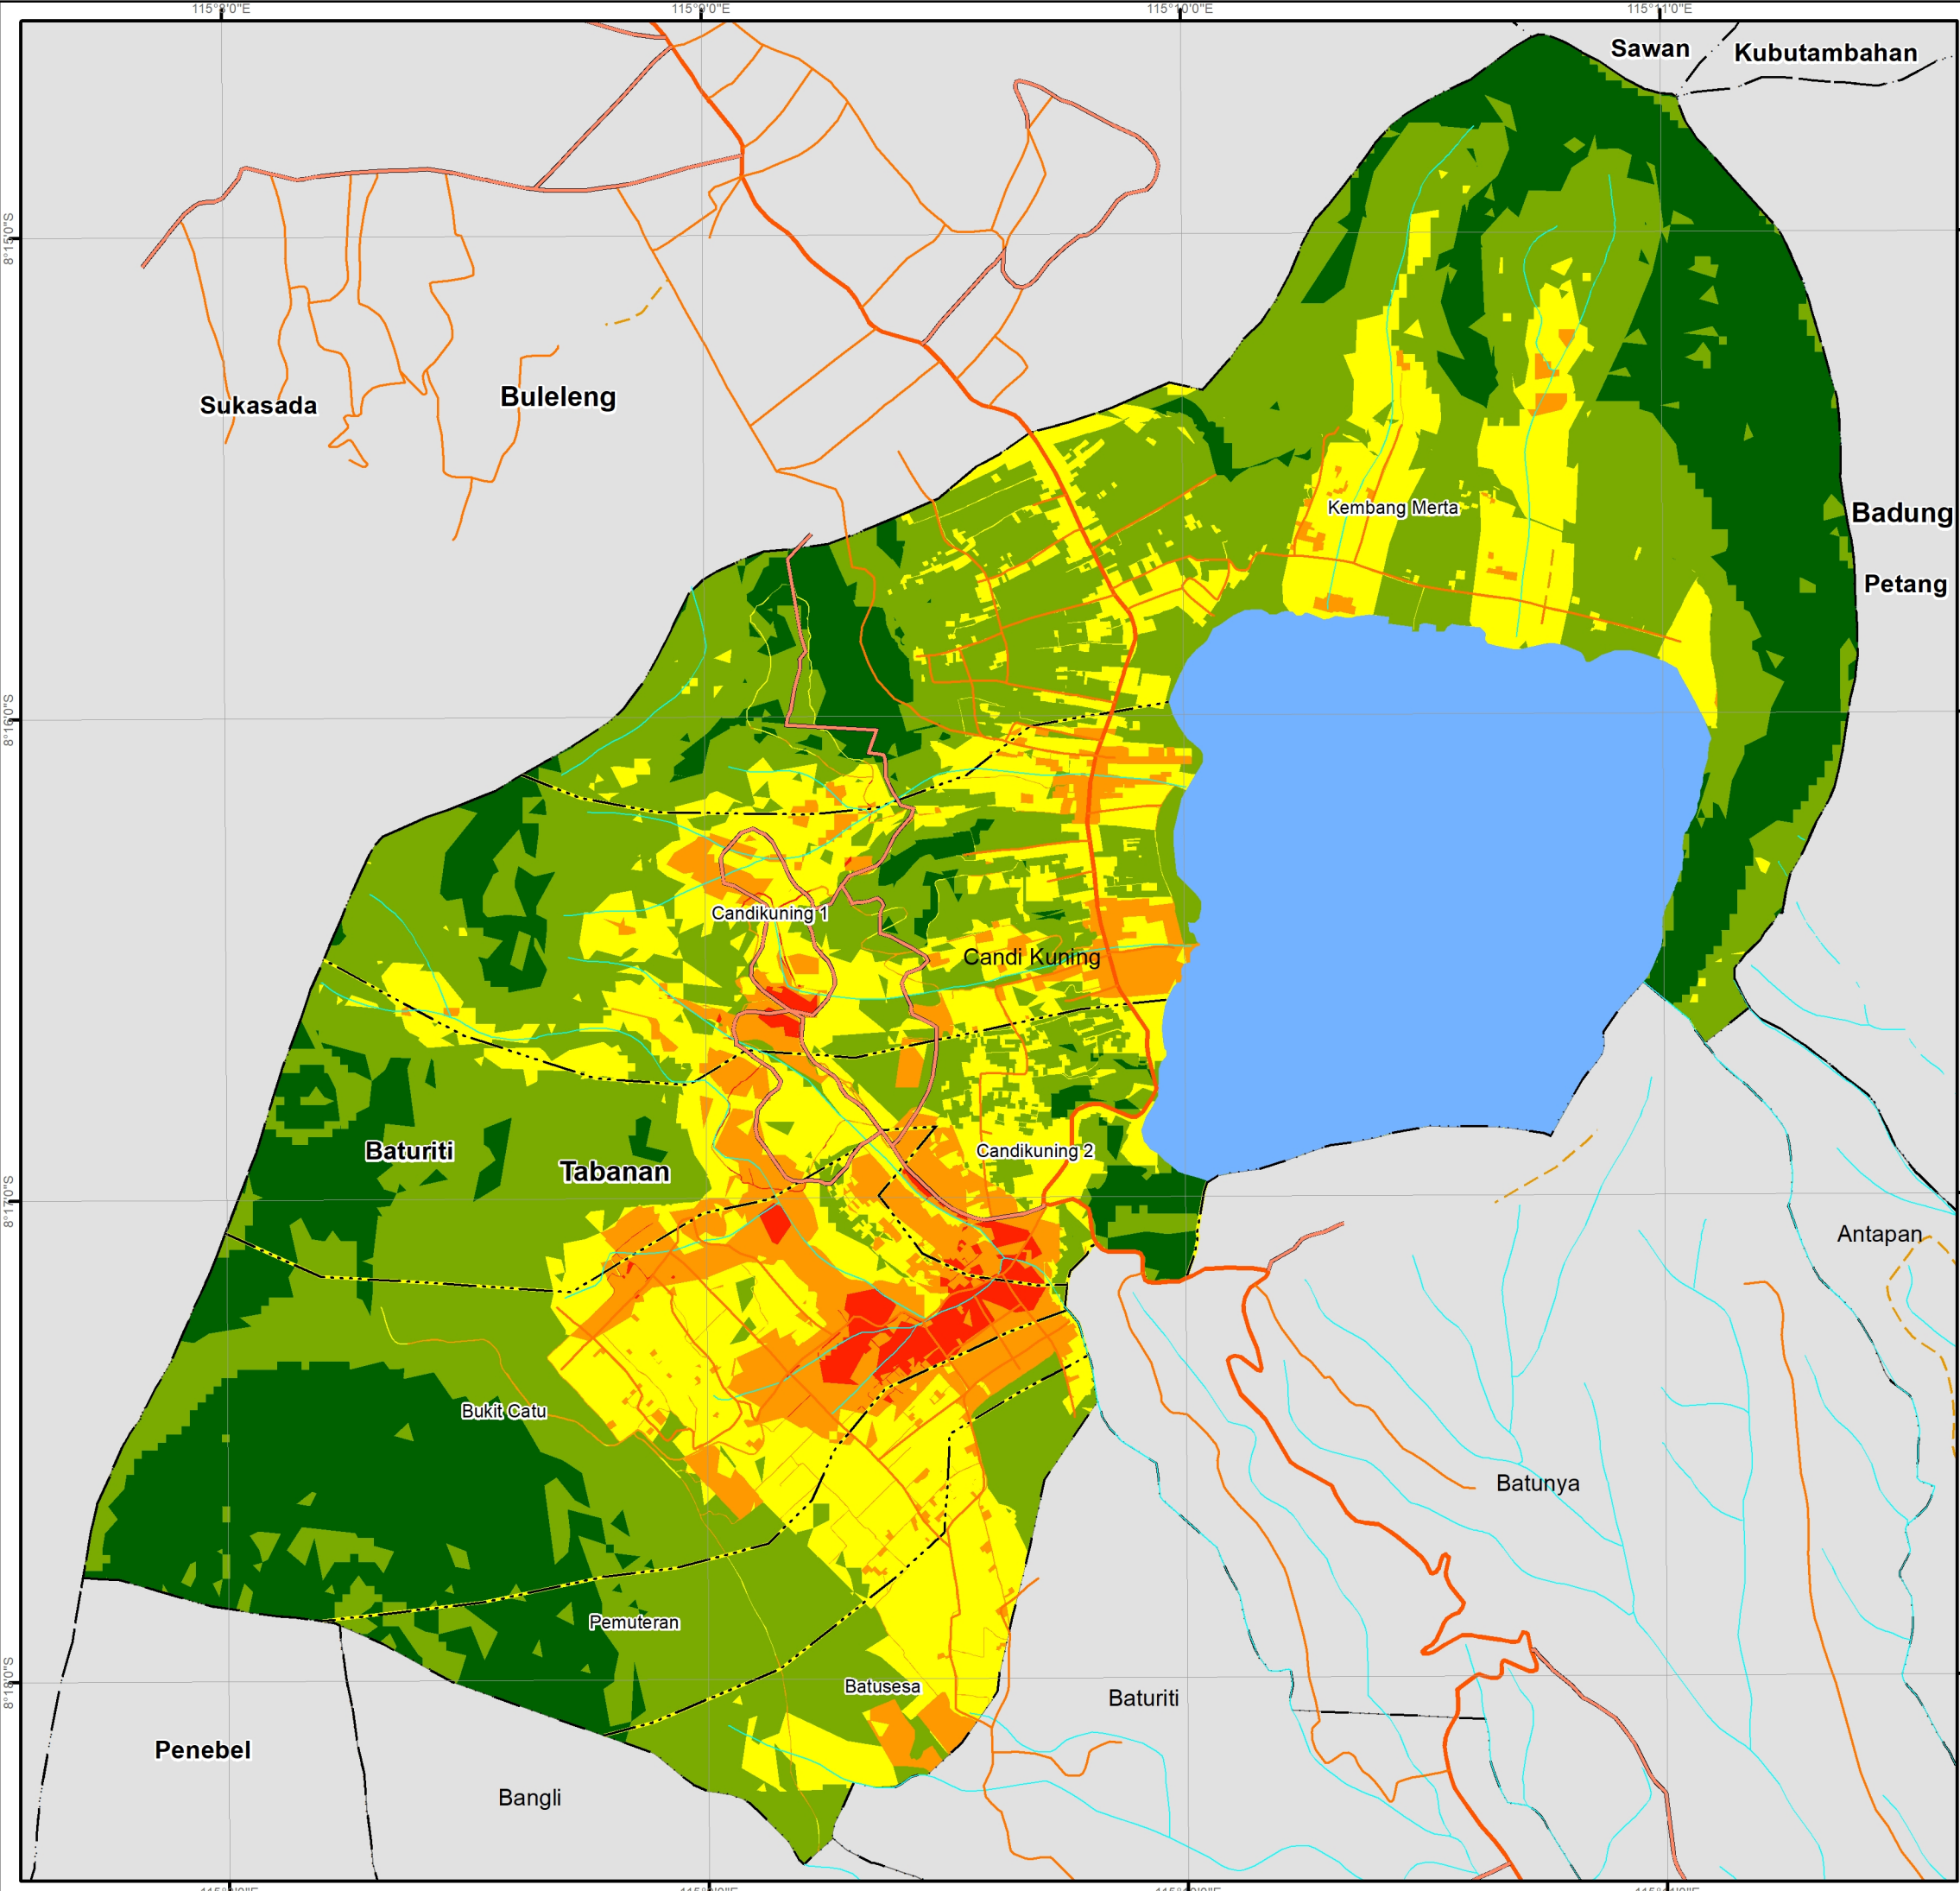 115°8'0"E
115°9'0"E
115°10'0"E
115°11'0"E
Sawan
Kubutambahan
8°15'0"S
Sukasada
Buleleng
Kembang Merta
Badung
Petang
8°16'0"S
Candikuning 1
Candi Kuning
Baturiti
Tabanan
Candikuning 2
8°17'0"S
Antapan
Bukit Catu
Batunya
Pemuteran
8°18'0"S
Batusesa
Baturiti
Penebel
Bangli